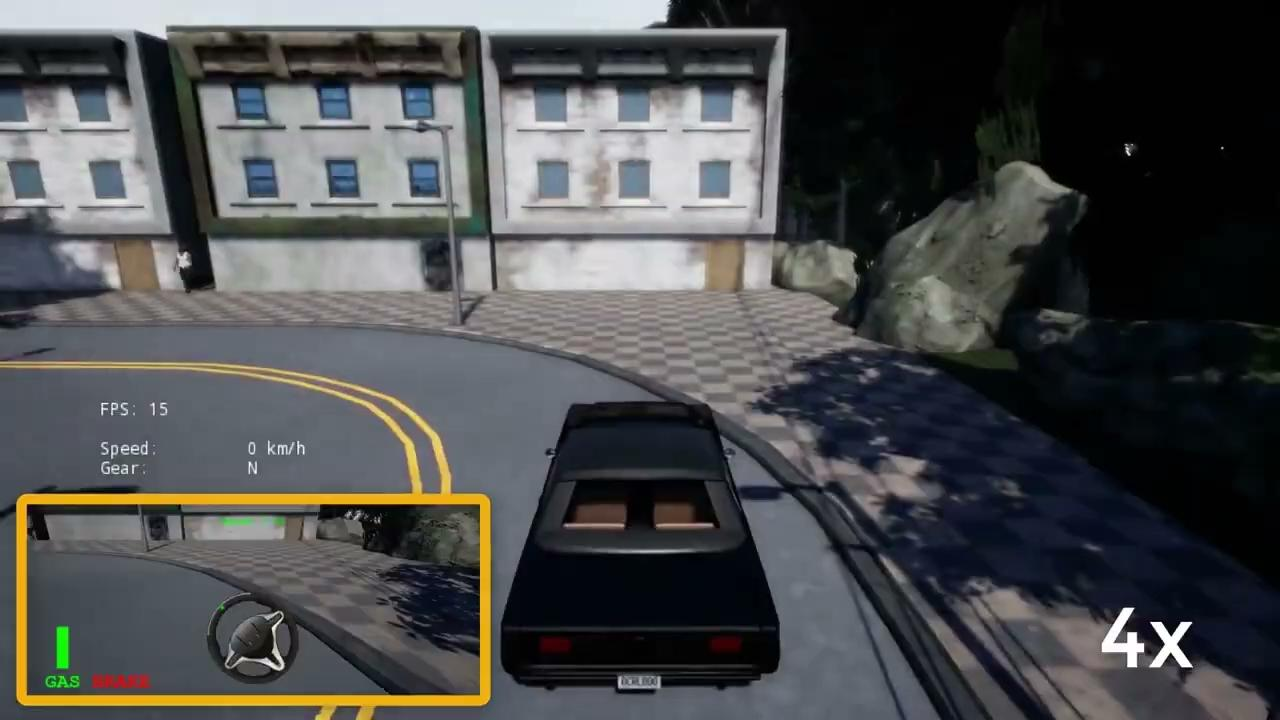 FPS: 15
Speed: 0 km/h
Gear: N
GAS BRAKE
4x